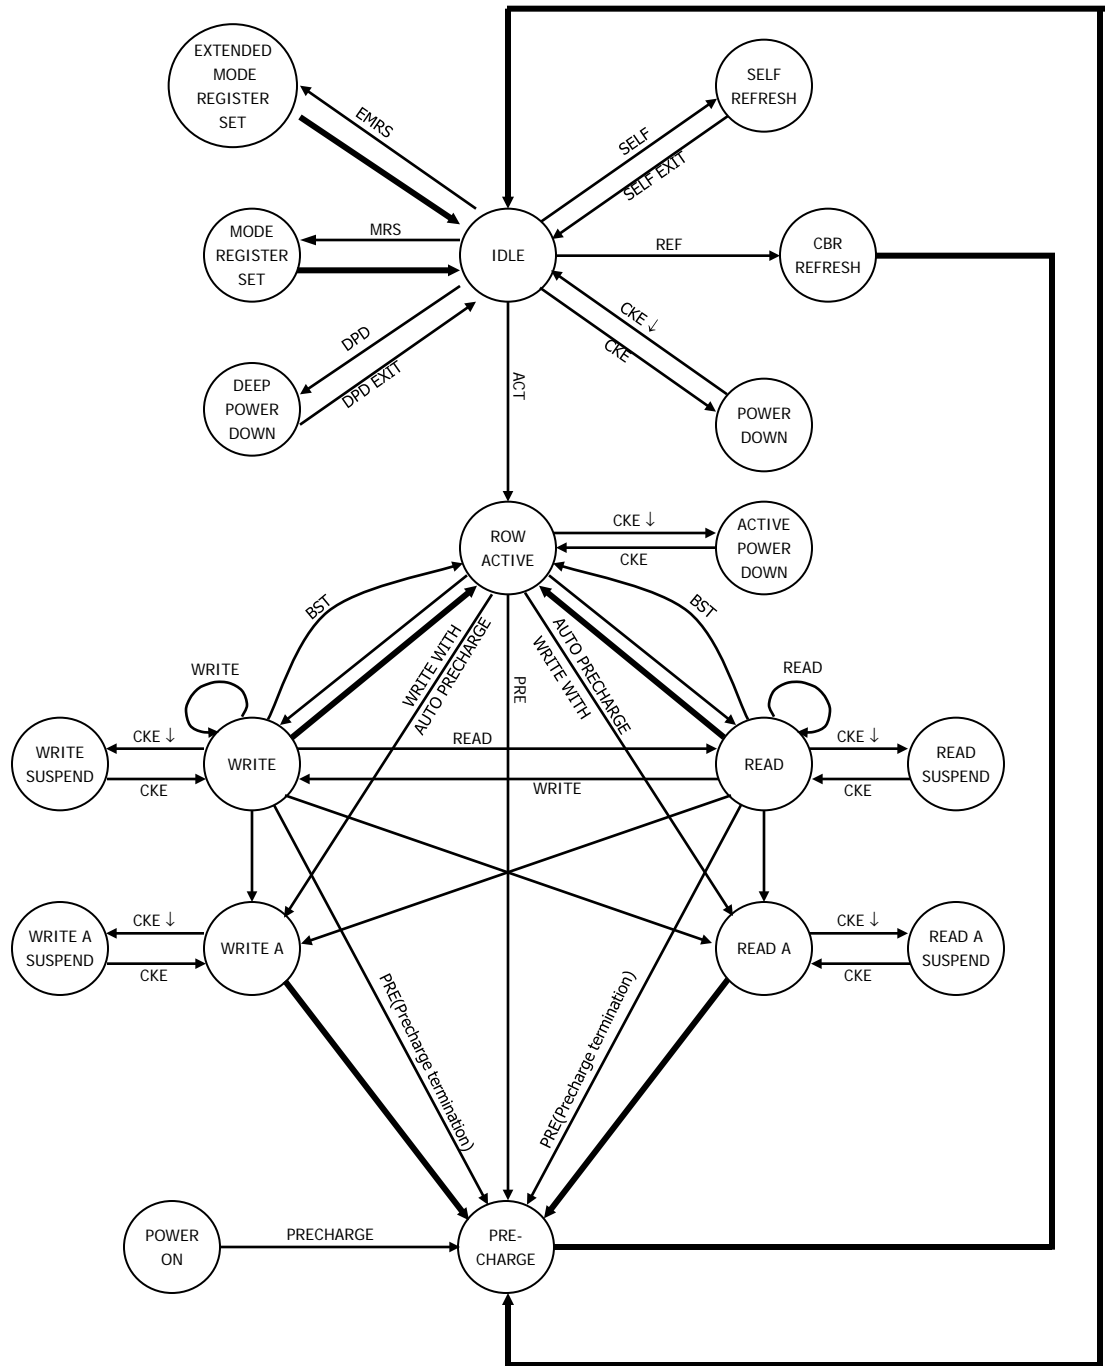 EXTENDED
MODE
REGISTER
SET
SELF
REFRESH
EMRS
SELF
SELF EXIT
MODE
REGISTER
SET
MRS
IDLE
REF
CBR
REFRESH
DPD
DPD EXIT
CKE ↓
CKE
DEEP
POWER
DOWN
ACT
POWER
DOWN
ROW
ACTIVE
CKE ↓
CKE
ACTIVE
POWER
DOWN
BST
BST
WRITE WITH
AUTO PRECHARGE
PRE
AUTO PRECHARGE
WRITE WITH
WRITE
READ
WRITE
SUSPEND
CKE ↓
CKE
WRITE
READ
WRITE
READ
CKE ↓
CKE
READ
SUSPEND
WRITE A
SUSPEND
CKE ↓
CKE
WRITE A
READ A
CKE ↓
CKE
READ A
SUSPEND
PRE(Precharge termination)
PRE(Precharge termination)
POWER
ON
PRECHARGE
PRE-
CHARGE